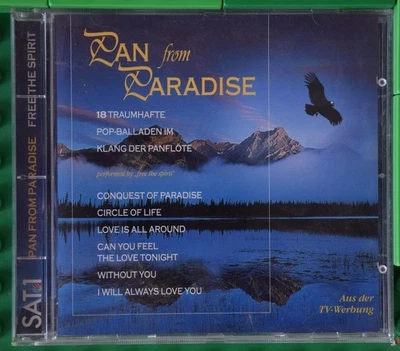 PAN from
PARADISE
18 TRAUMHAFTE
POP-BALLADEN IM
KLANG DER PANFLÖTE
performed by „free the spirit“
CONQUEST OF PARADISE
CIRCLE OF LIFE
LOVE IS ALL AROUND
CAN YOU FEEL
THE LOVE TONIGHT
WITHOUT YOU
I WILL ALWAYS LOVE YOU
Aus der
TV-Werbung
SAT.1
PAN FROM PARADISE FREE THE SPIRIT